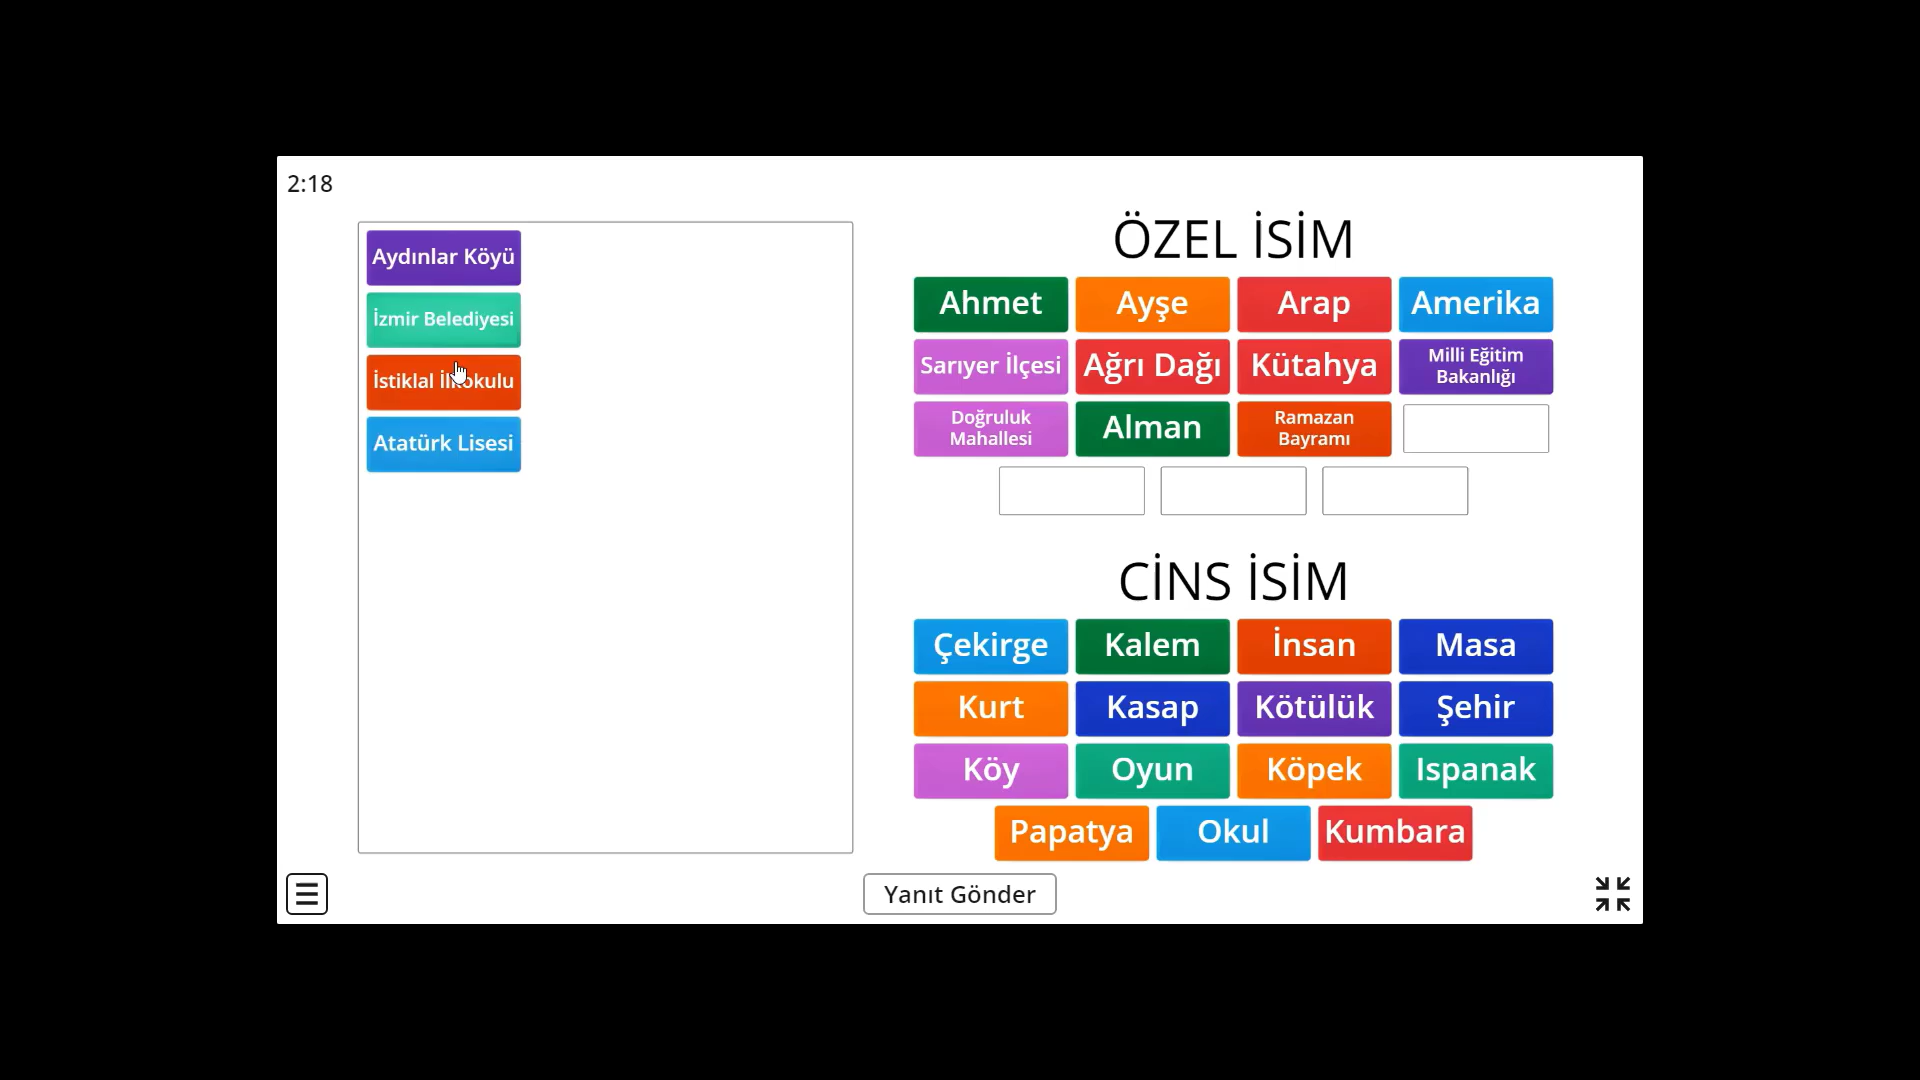 2:18
Aydınlar Köyü
İzmir Belediyesi
İstiklal İlkokulu
Atatürk Lisesi
ÖZEL İSİM
Ahmet
Ayşe
Arap
Amerika
Sarıyer İlçesi
Ağrı Dağı
Kütahya
Milli Eğitim
Bakanlığı
Doğruluk
Mahallesi
Alman
Ramazan
Bayramı
CİNS İSİM
Çekirge
Kalem
İnsan
Masa
Kurt
Kasap
Kötülük
Şehir
Köy
Oyun
Köpek
Ispanak
Papatya
Okul
Kumbara
Yanıt Gönder